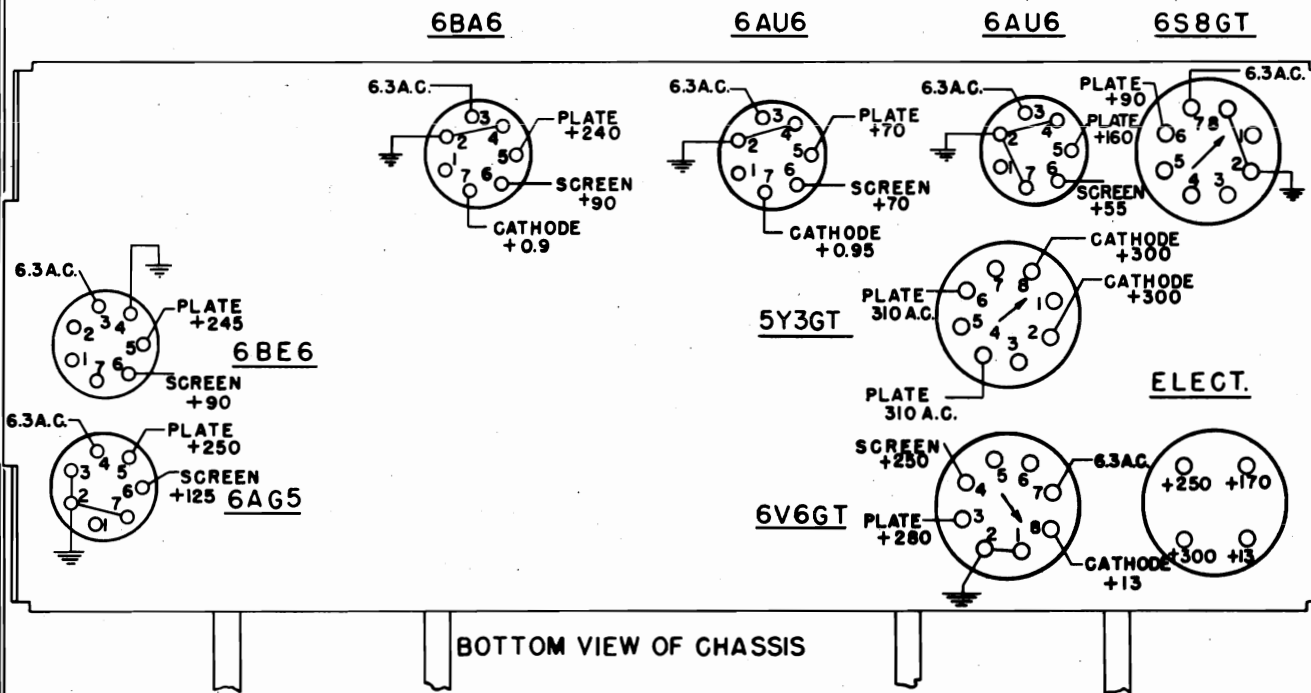 6BA6
6AU6
6AU6
6S8GT
6.3A.C.
3
4
2
5
1
6
7
PLATE
+240
SCREEN
+90
CATHODE
+0.9
6.3A.C.
3
4
2
5
1
6
7
PLATE
+70
SCREEN
+70
CATHODE
+0.95
6.3A.C.
3
4
2
5
1
6
7
PLATE
+160
SCREEN
+55
PLATE
+90
6.3A.C.
7
8
6
1
5
2
4
3
6.3A.C.
3
4
2
5
1
6
7
PLATE
+245
SCREEN
+90
6BE6
5Y3GT
PLATE
310 A.C.
PLATE
310 A.C.
7
8
6
1
5
2
4
3
CATHODE
+300
CATHODE
+300
ELECT.
6.3A.C.
4
5
3
6
2
7
1
PLATE
+250
SCREEN
+125
6AG5
6V6GT
SCREEN
+250
PLATE
+280
5
6
4
7
3
8
2
1
6.3A.C.
CATHODE
+13
+250 +170
+300 +13
BOTTOM VIEW OF CHASSIS